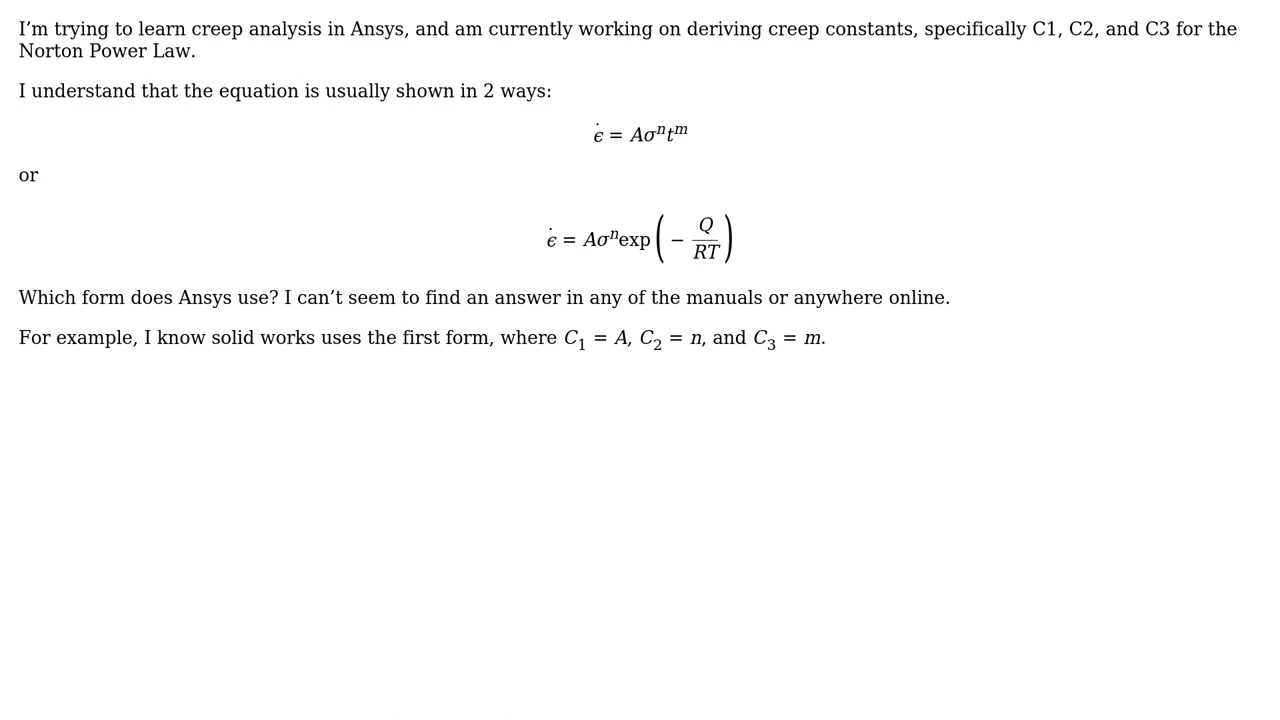 I’m trying to learn creep analysis in Ansys, and am currently working on deriving creep constants, specifically C1, C2, and C3 for the
Norton Power Law.
I understand that the equation is usually shown in 2 ways:
ϵ̇ = Aσⁿtᵐ
or
ϵ̇ = Aσⁿexp(− Q/RT)
Which form does Ansys use? I can’t seem to find an answer in any of the manuals or anywhere online.
For example, I know solid works uses the first form, where C₁ = A, C₂ = n, and C₃ = m.